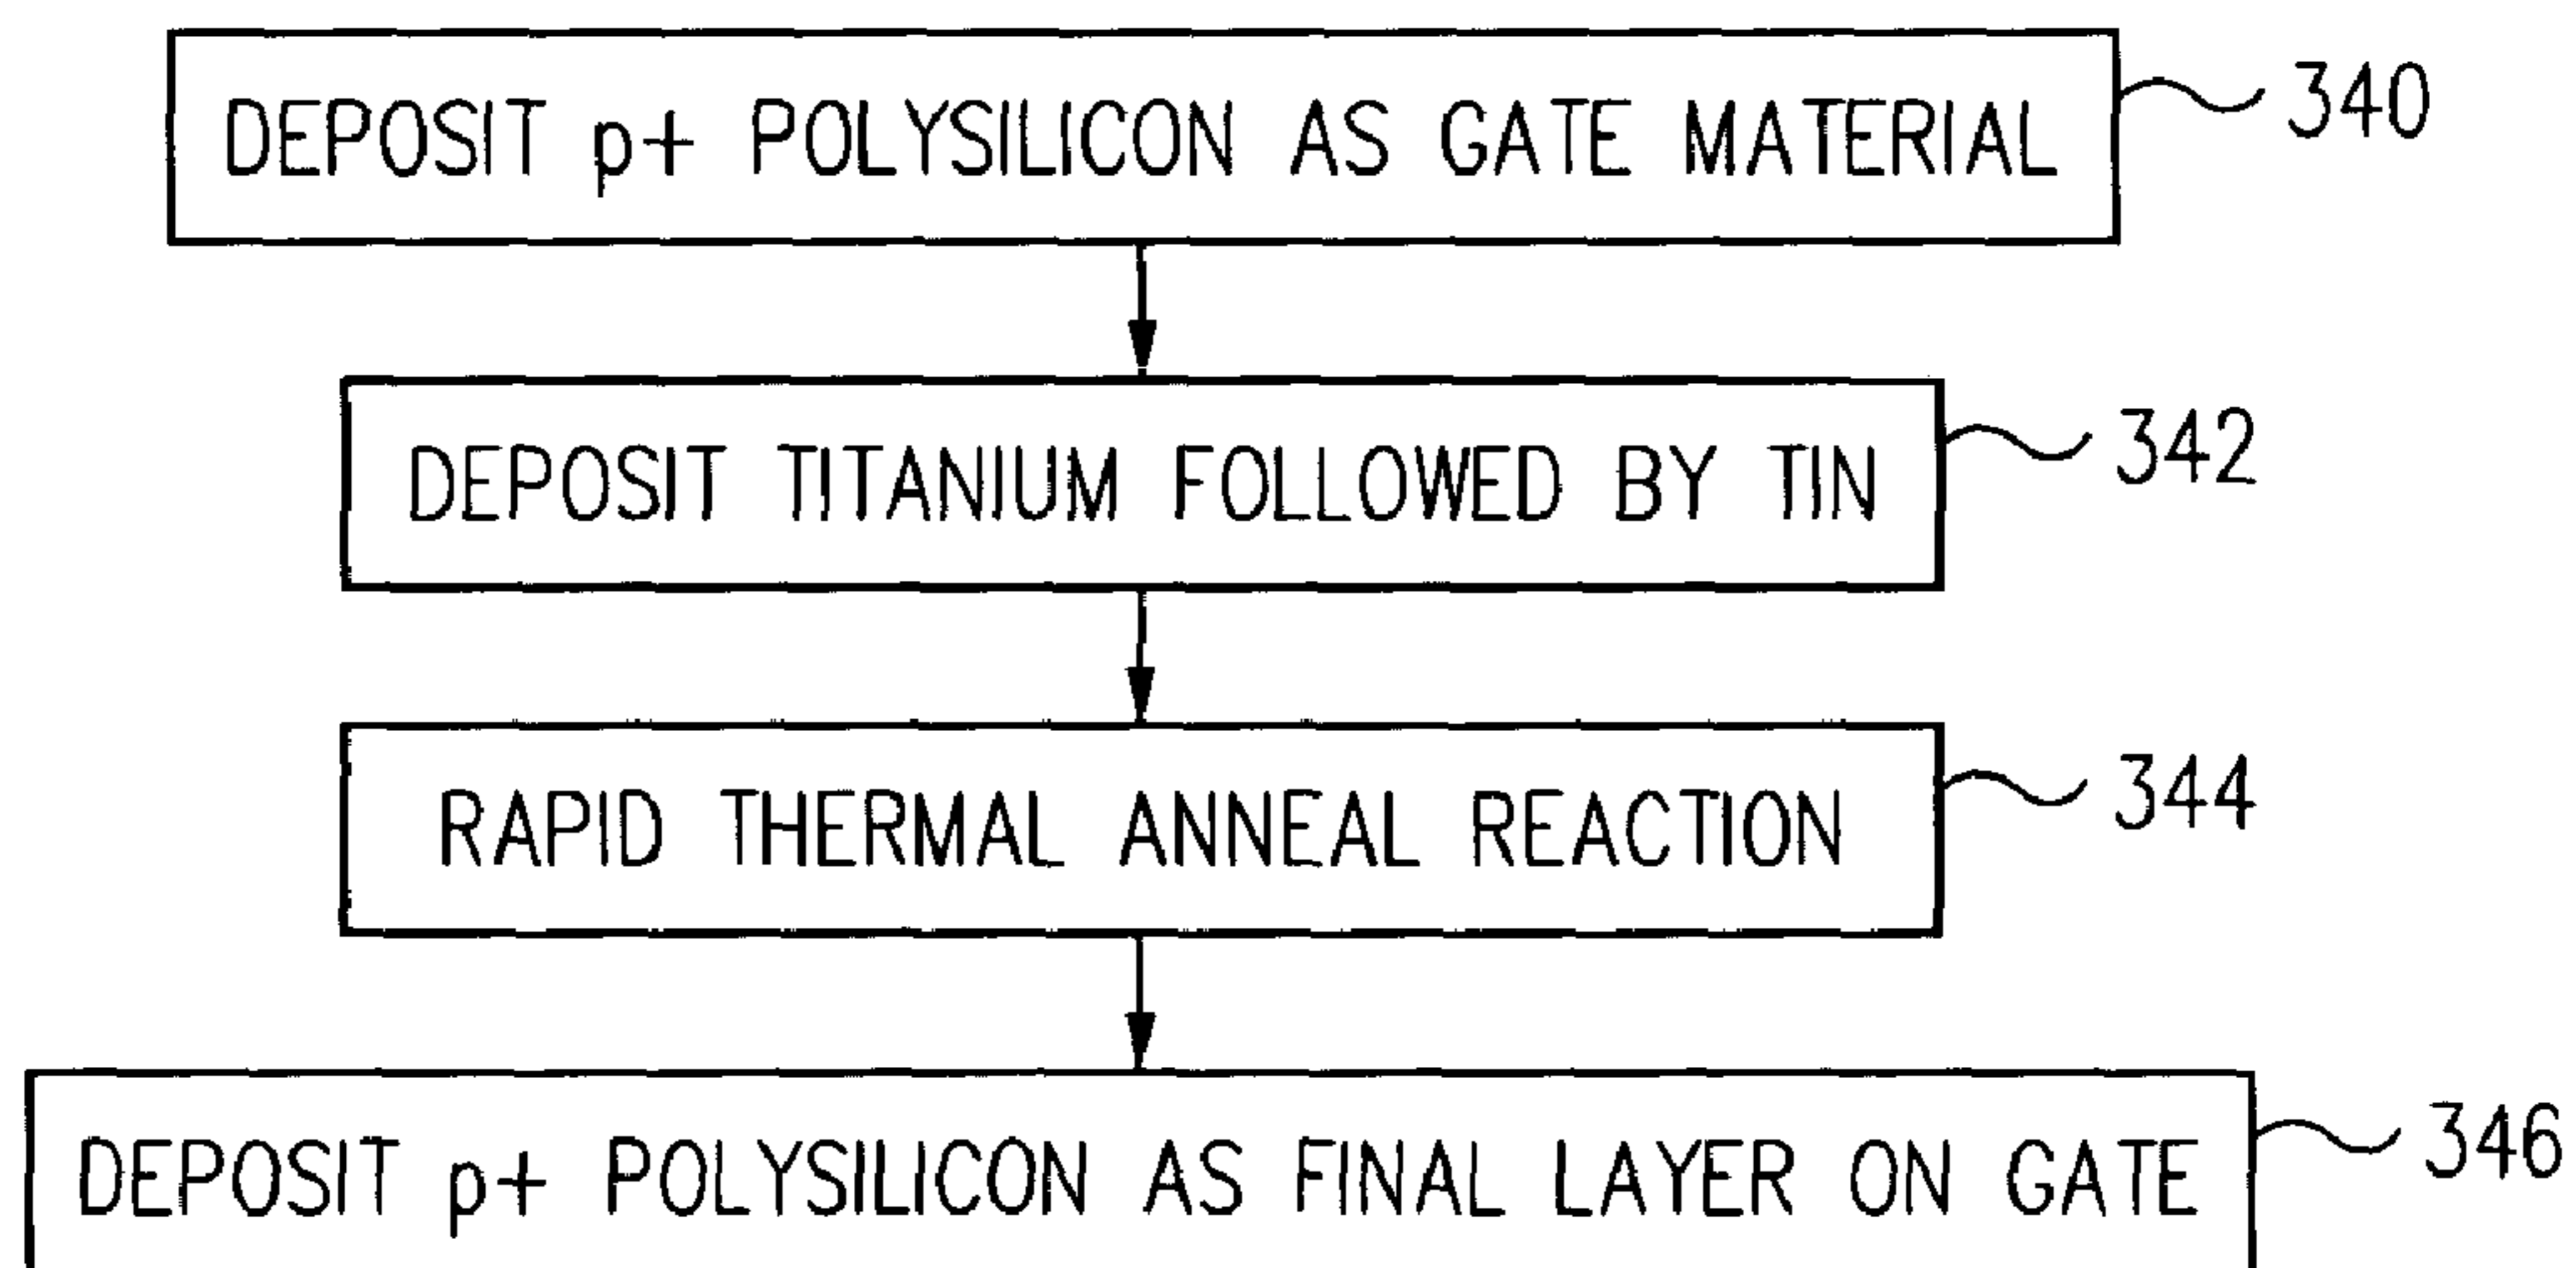 DEPOSIT p+ POLYSILICON AS GATE MATERIAL 340
DEPOSIT TITANIUM FOLLOWED BY TIN 342
RAPID THERMAL ANNEAL REACTION 344
DEPOSIT p+ POLYSILICON AS FINAL LAYER ON GATE 346